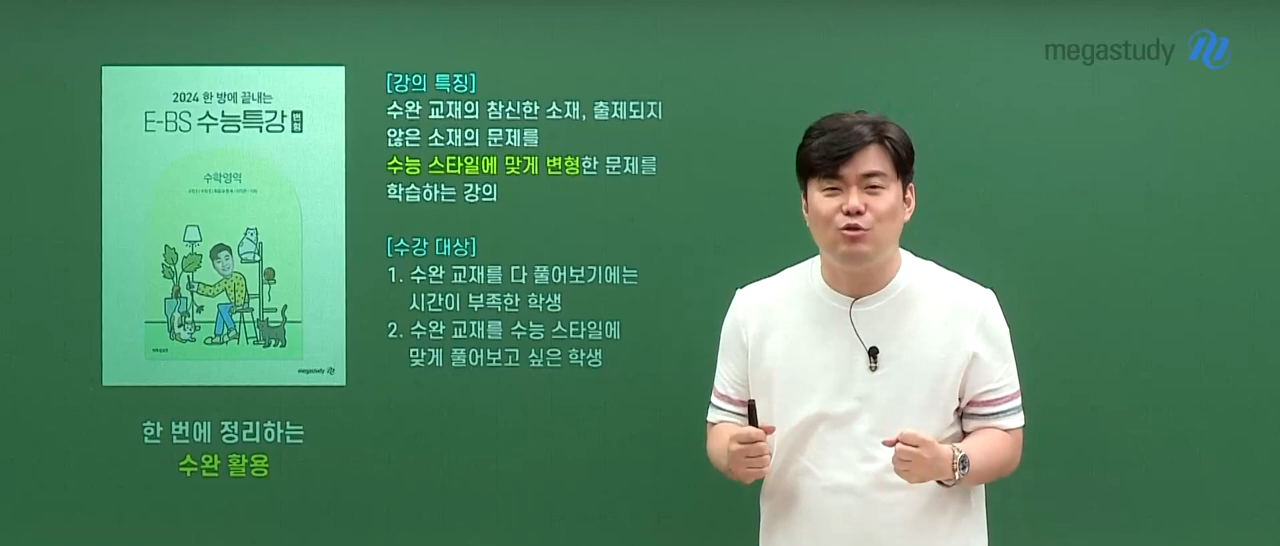 megastudy
2024 한 방에 끝내는
E-BS 수능특강 변형
수학영역
megastudy
한 번에 정리하는
수완 활용
[강의 특징]
수완 교재의 참신한 소재, 출제되지
않은 소재의 문제를
수능 스타일에 맞게 변형한 문제를
학습하는 강의
[수강 대상]
1. 수완 교재를 다 풀어보기에는
시간이 부족한 학생
2. 수완 교재를 수능 스타일에
맞게 풀어보고 싶은 학생